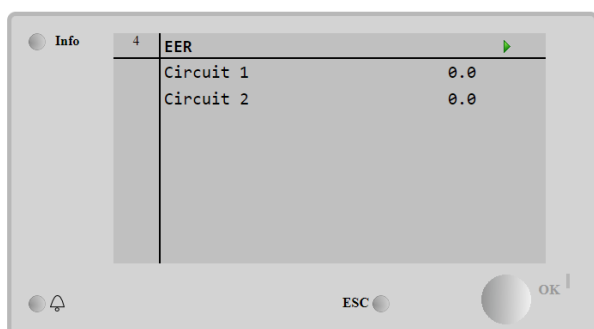 Info
4 EER
Circuit 1 0.0
Circuit 2 0.0
ESC
OK